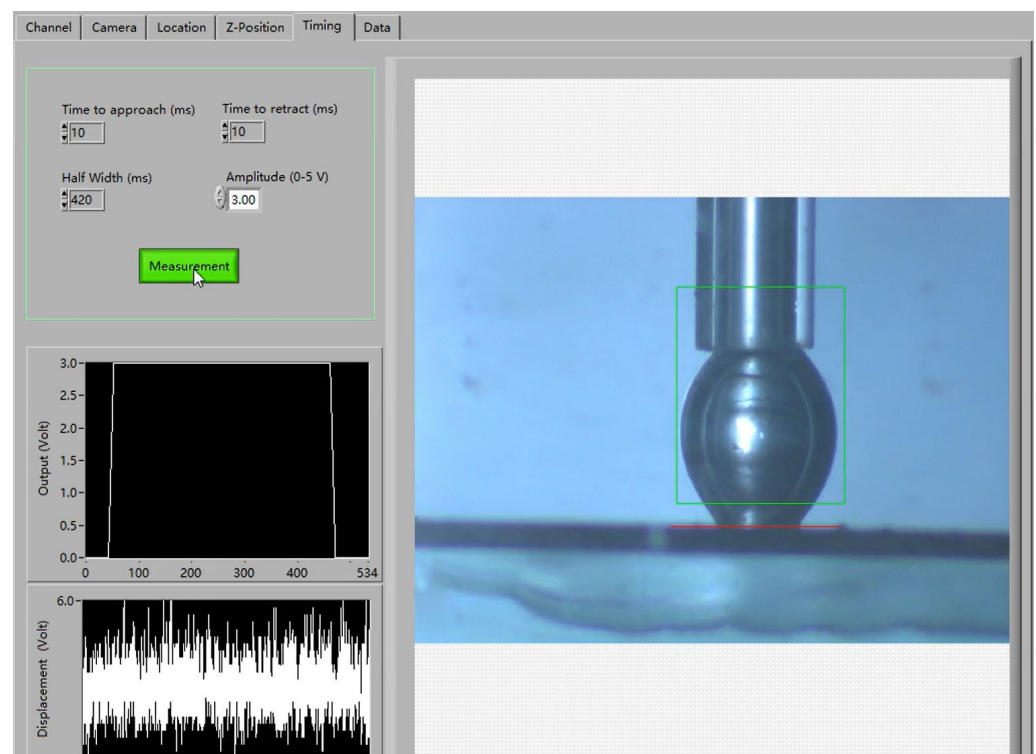 Channel Camera Location Z-Position Timing Data
Time to approach (ms) Time to retract (ms)
10 10
Half Width (ms) Amplitude (0-5 V)
420 3.00
Measurement
Output (Volt)
3.0
2.5
2.0
1.5
1.0
0.5
0.0
0 100 200 300 400 534
Displacement (Volt)
6.0